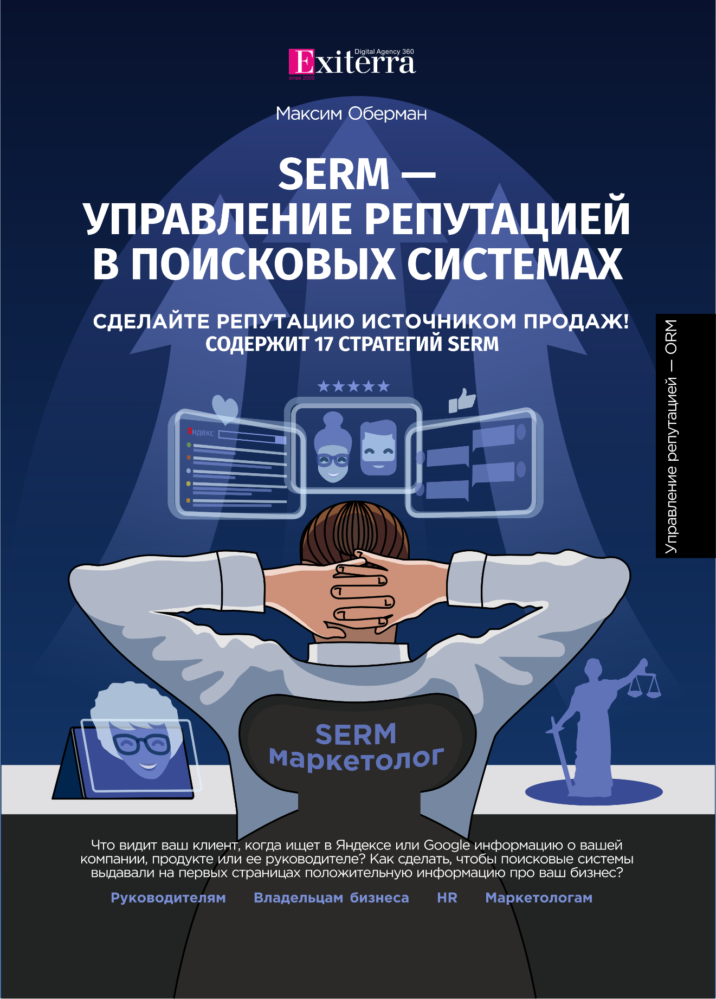 Digital Agency 360
Exiterra
sinse 2000
Максим Оберман
SERM —
УПРАВЛЕНИЕ РЕПУТАЦИЕЙ
В ПОИСКОВЫХ СИСТЕМАХ
СДЕЛАЙТЕ РЕПУТАЦИЮ ИСТОЧНИКОМ ПРОДАЖ!
СОДЕРЖИТ 17 СТРАТЕГИЙ SERM
Управление репутацией — ORM
Яндекс
SERM
маркетолог
Что видит ваш клиент, когда ищет в Яндексе или Google информацию о вашей
компании, продукте или ее руководителе? Как сделать, чтобы поисковые системы
выдавали на первых страницах положительную информацию про ваш бизнес?
Руководителям Владельцам бизнеса HR Маркетологам